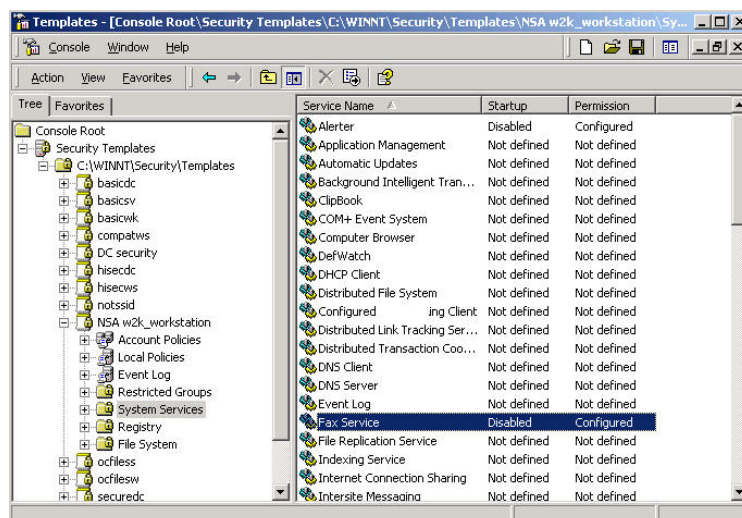 Templates - [Console Root\Security Templates\C:\WINNT\Security\Templates\NSA w2k_workstation\Sy...
Console Window Help
Action View Favorites
Tree Favorites
Console Root
Security Templates
C:\WINNT\Security\Templates
basicdc
basicsv
basicwk
compatws
DC security
hisecdc
hisecws
notssid
NSA w2k_workstation
Account Policies
Local Policies
Event Log
Restricted Groups
System Services
Registry
File System
ocfiless
ocfilesw
securedc
Service Name Startup Permission
Alerter Disabled Configured
Application Management Not defined Not defined
Automatic Updates Not defined Not defined
Background Intelligent Tran... Not defined Not defined
ClipBook Not defined Not defined
COM+ Event System Not defined Not defined
Computer Browser Not defined Not defined
DefWatch Not defined Not defined
DHCP Client Not defined Not defined
Distributed File System Not defined Not defined
Configured ing Client Not defined Not defined
Distributed Link Tracking Ser... Not defined Not defined
Distributed Transaction Coo... Not defined Not defined
DNS Client Not defined Not defined
DNS Server Not defined Not defined
Event Log Not defined Not defined
Fax Service Disabled Configured
File Replication Service Not defined Not defined
Indexing Service Not defined Not defined
Internet Connection Sharing Not defined Not defined
Intersite Messaging Not defined Not defined